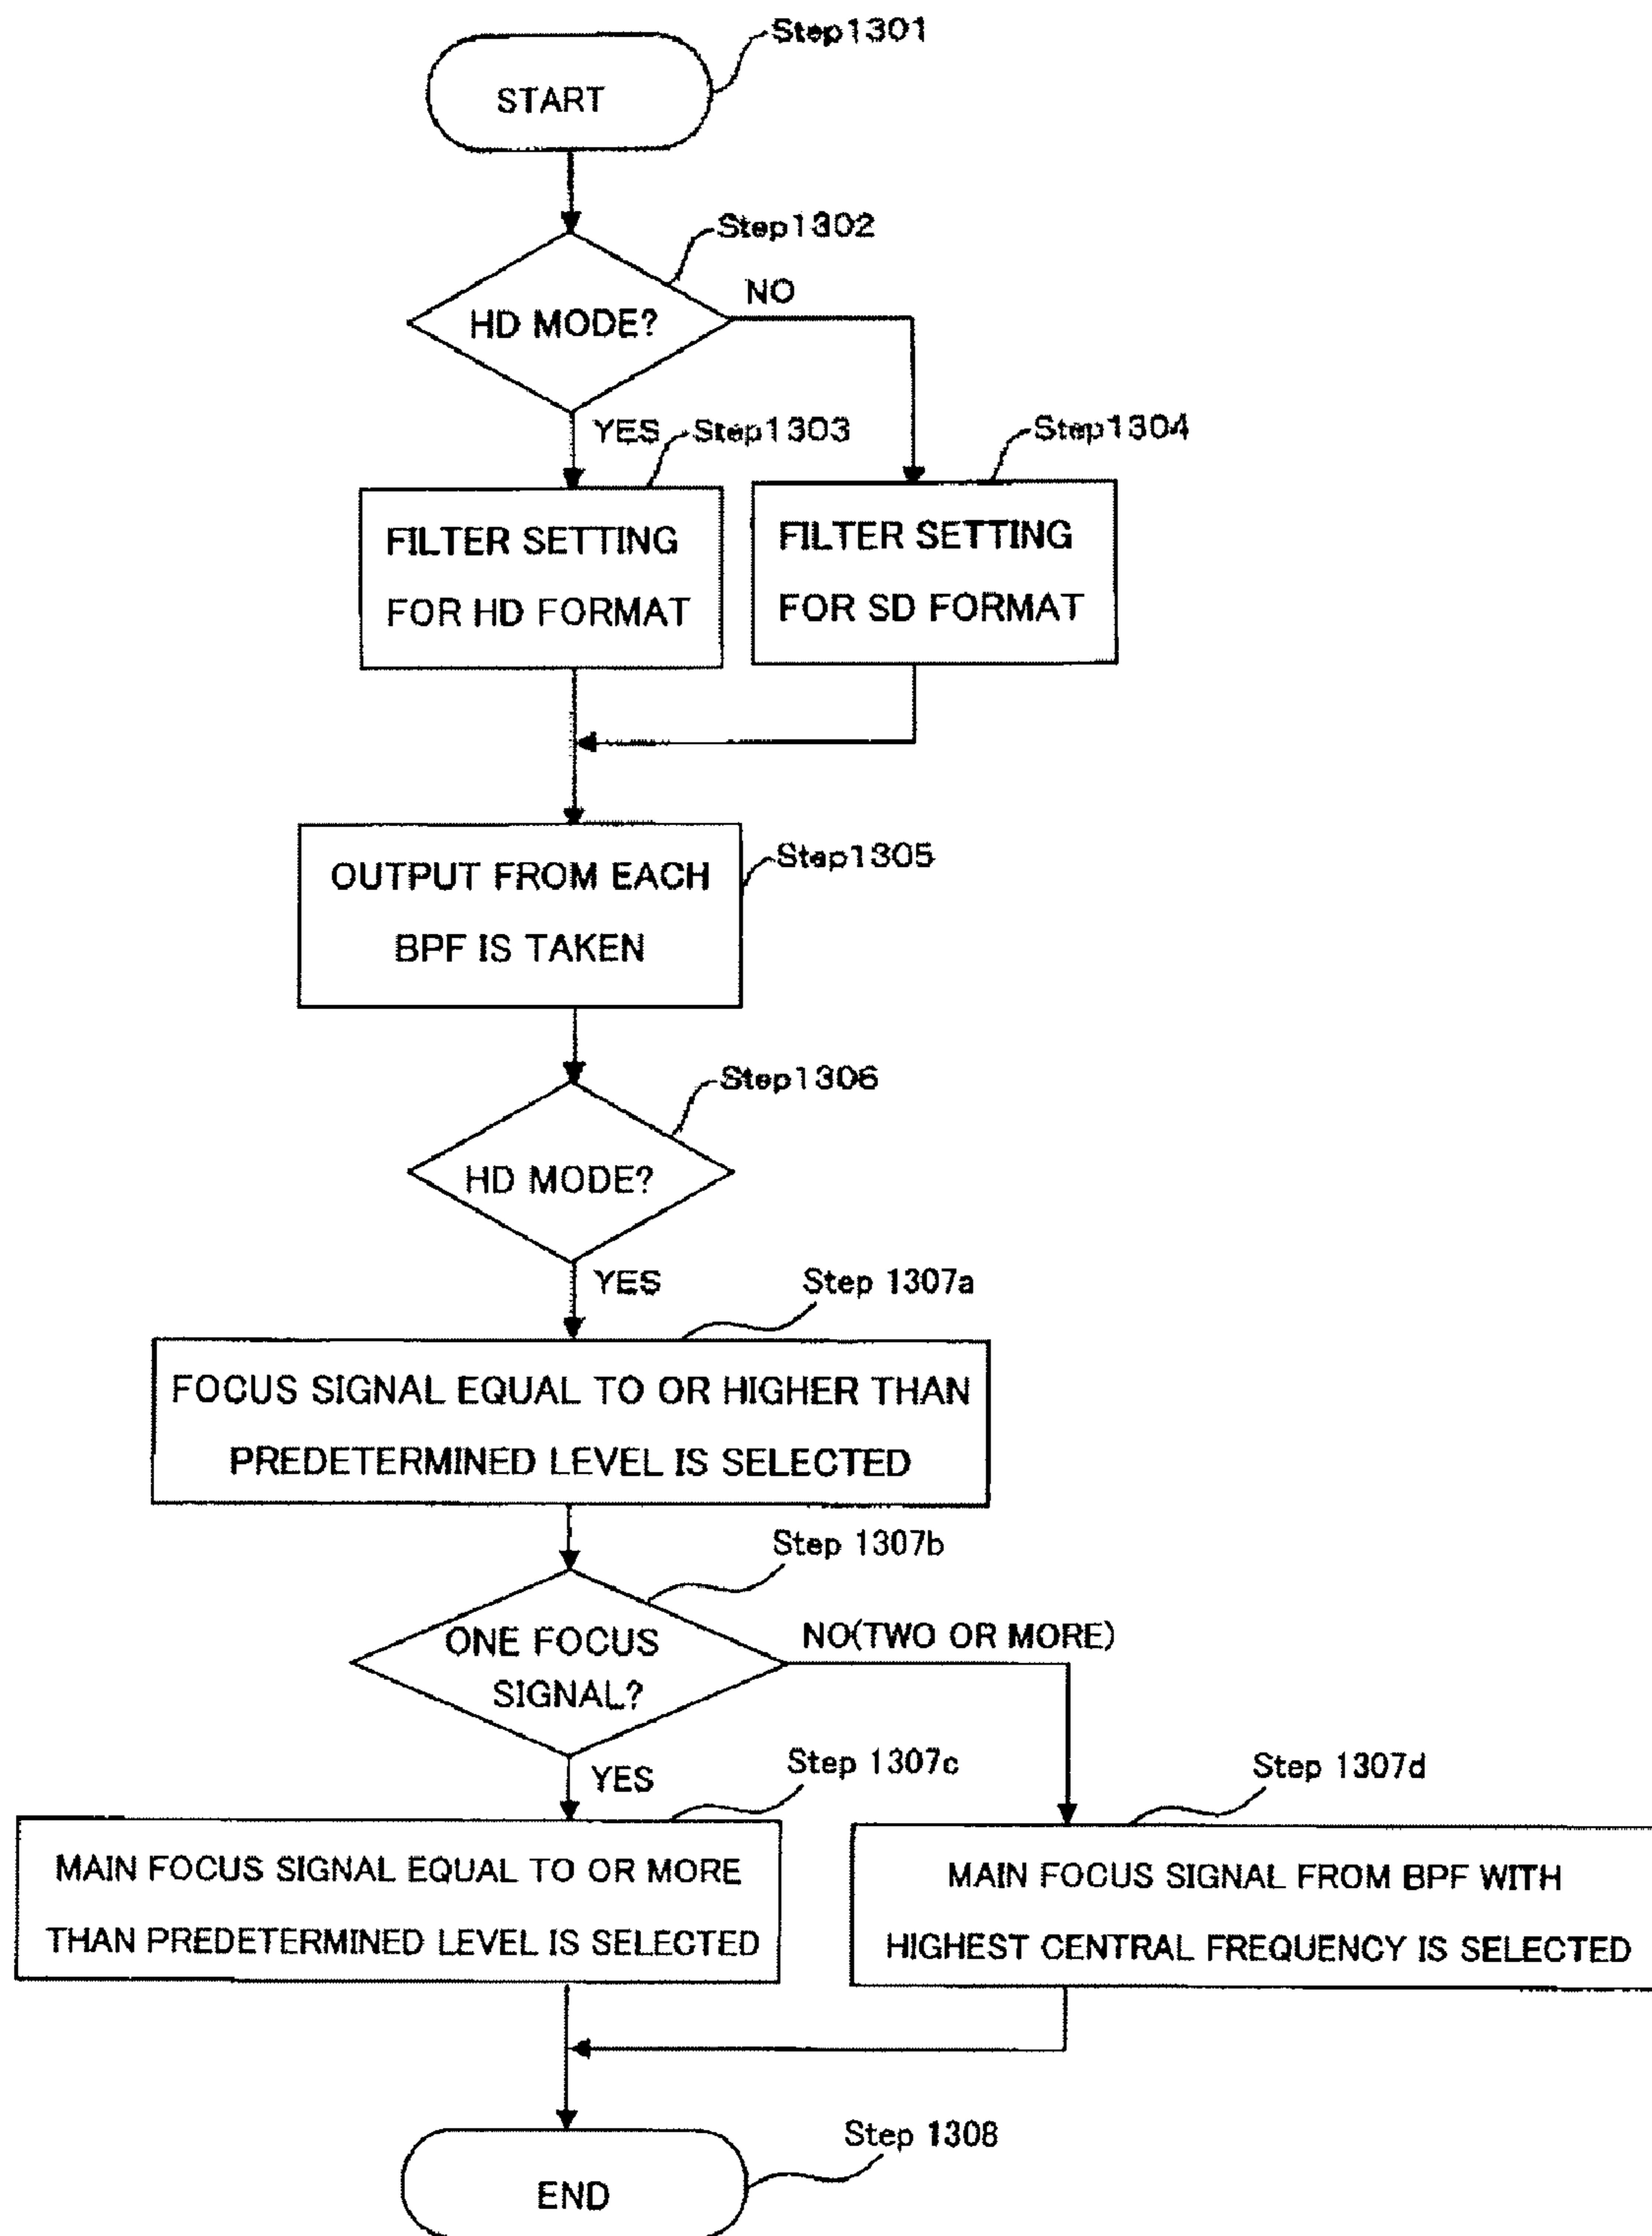 Step1301
START
Step1302
HD MODE?
NO
YES
Step1303
Step1304
FILTER SETTING
FOR HD FORMAT
FILTER SETTING
FOR SD FORMAT
OUTPUT FROM EACH
BPF IS TAKEN
Step1305
Step1306
HD MODE?
YES
Step 1307a
FOCUS SIGNAL EQUAL TO OR HIGHER THAN
PREDETERMINED LEVEL IS SELECTED
Step 1307b
ONE FOCUS
SIGNAL?
NO(TWO OR MORE)
YES
Step 1307c
Step 1307d
MAIN FOCUS SIGNAL EQUAL TO OR MORE
THAN PREDETERMINED LEVEL IS SELECTED
MAIN FOCUS SIGNAL FROM BPF WITH
HIGHEST CENTRAL FREQUENCY IS SELECTED
Step 1308
END